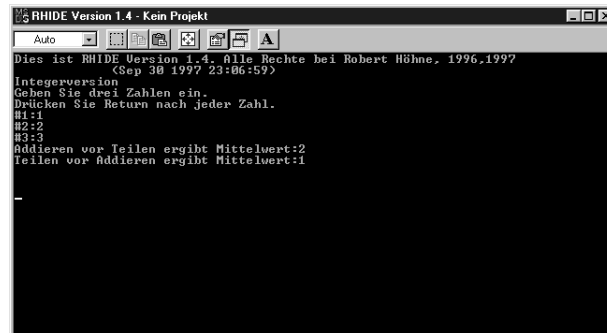 RHIDE Version 1.4 - Kein Projekt
Auto
A
Dies ist RHIDE Version 1.4. Alle Rechte bei Robert Höhne, 1996,1997
(Sep 30 1997 23:06:59)
Integerversion
Geben Sie drei Zahlen ein.
Drücken Sie Return nach jeder Zahl.
#1:1
#2:2
#3:3
Addieren vor Teilen ergibt Mittelwert:2
Teilen vor Addieren ergibt Mittelwert:1